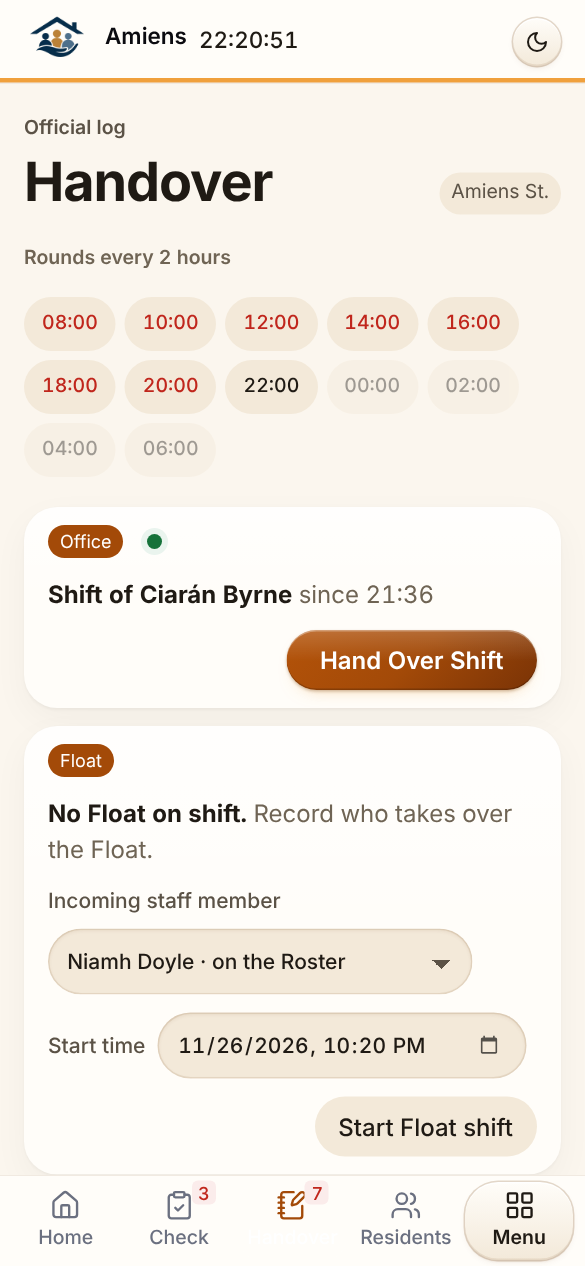 Amiens 22:20:51
Official log
Handover
Amiens St.
Rounds every 2 hours
08:00 10:00 12:00 14:00 16:00
18:00 20:00 22:00 00:00 02:00
04:00 06:00
Office
Shift of Ciarán Byrne since 21:36
Hand Over Shift
Float
No Float on shift. Record who takes over
the Float.
Incoming staff member
Niamh Doyle · on the Roster
Start time 11/26/2026, 10:20 PM
Start Float shift
3 7
Home Check Residents Menu